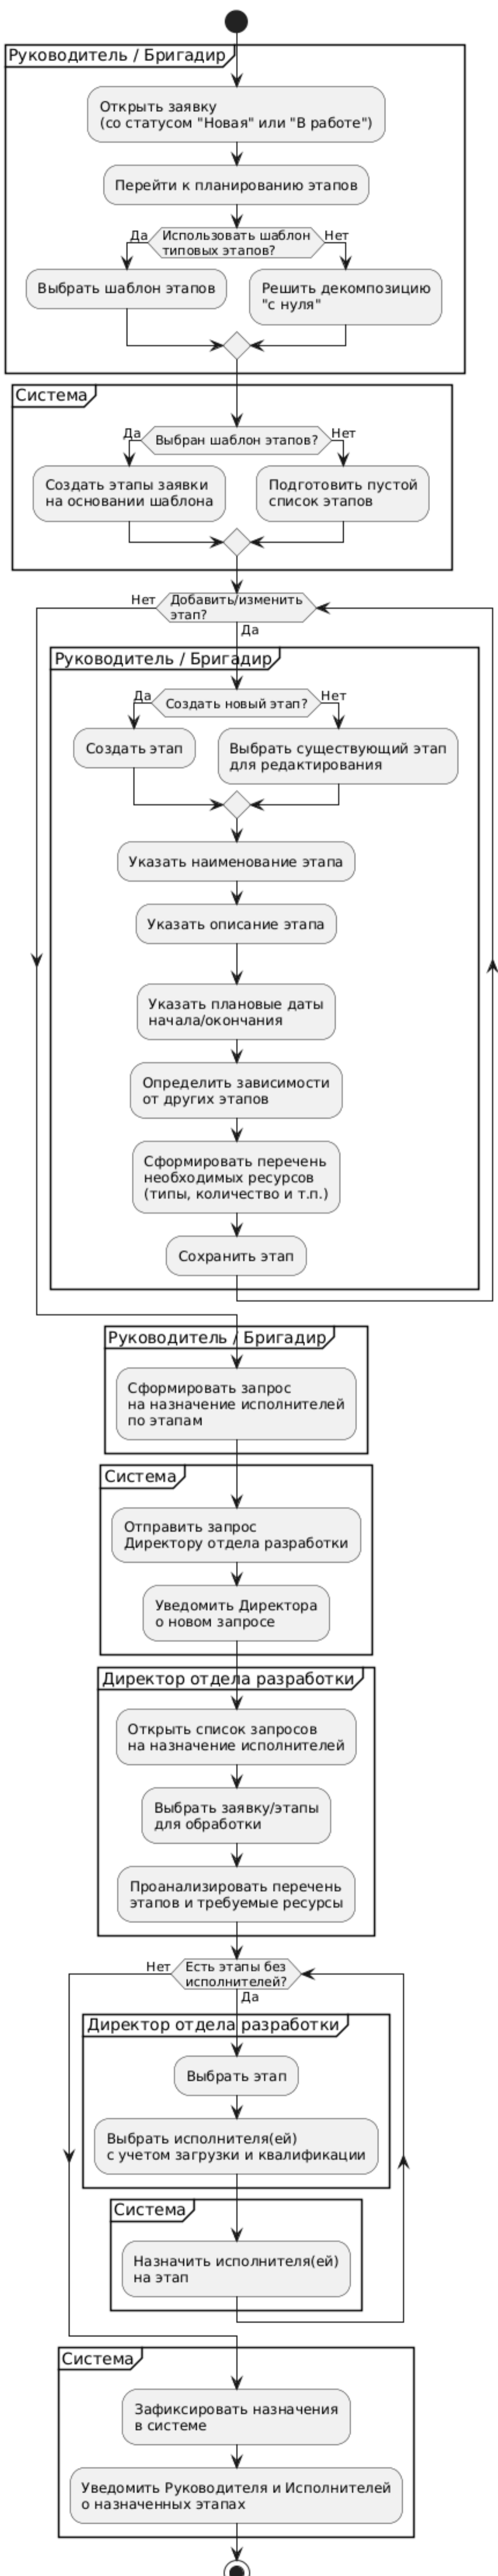 Руководитель / Бригадир
Открыть заявку
(со статусом "Новая" или "В работе")
Перейти к планированию этапов
Да
Использовать шаблон
типовых этапов?
Нет
Выбрать шаблон этапов
Решить декомпозицию
"с нуля"
Система
Да
Выбран шаблон этапов?
Нет
Создать этапы заявки
на основании шаблона
Подготовить пустой
список этапов
Нет
Добавить/изменить
этап?
Да
Руководитель / Бригадир
Да
Создать новый этап?
Нет
Создать этап
Выбрать существующий этап
для редактирования
Указать наименование этапа
Указать описание этапа
Указать плановые даты
начала/окончания
Определить зависимости
от других этапов
Сформировать перечень
необходимых ресурсов
(типы, количество и т.п.)
Сохранить этап
Руководитель / Бригадир
Сформировать запрос
на назначение исполнителей
по этапам
Система
Отправить запрос
Директору отдела разработки
Уведомить Директора
о новом запросе
Директор отдела разработки
Открыть список запросов
на назначение исполнителей
Выбрать заявку/этапы
для обработки
Проанализировать перечень
этапов и требуемые ресурсы
Нет
Есть этапы без
исполнителей?
Да
Директор отдела разработки
Выбрать этап
Выбрать исполнителя(ей)
с учетом загрузки и квалификации
Система
Назначить исполнителя(ей)
на этап
Система
Зафиксировать назначения
в системе
Уведомить Руководителя и Исполнителей
о назначенных этапах